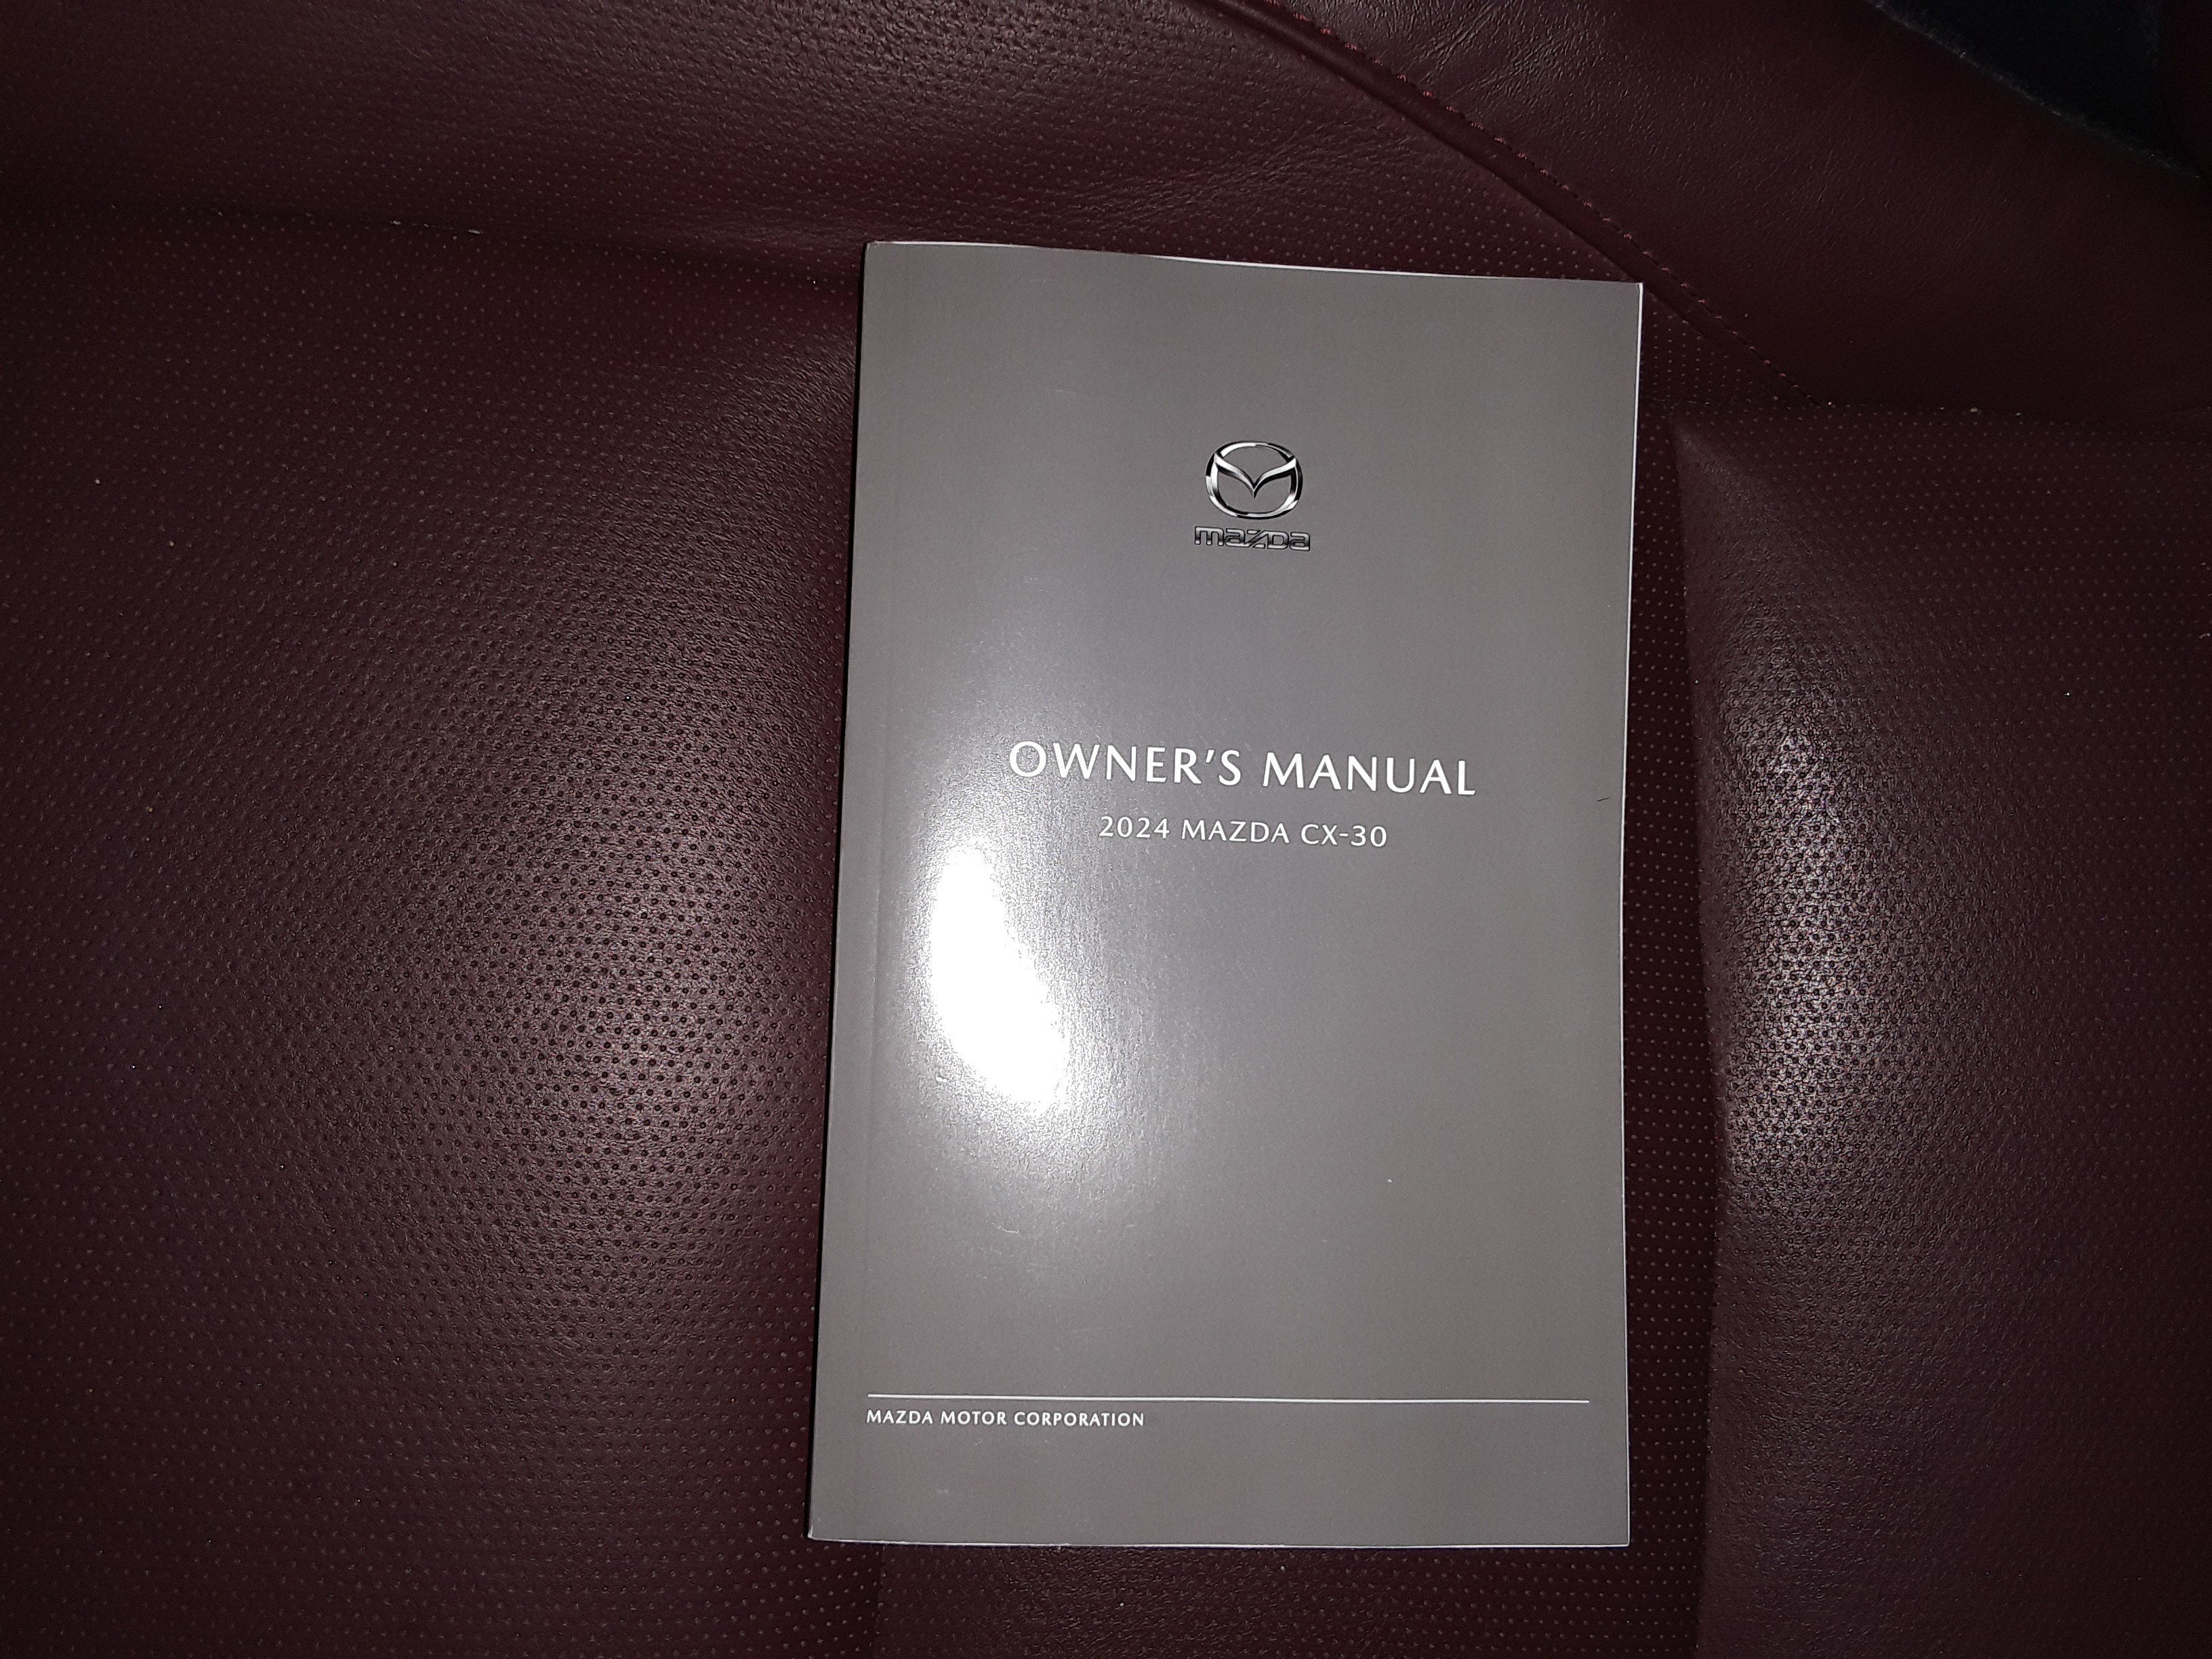 mazda
OWNER'S MANUAL
2024 MAZDA CX-30
MAZDA MOTOR CORPORATION